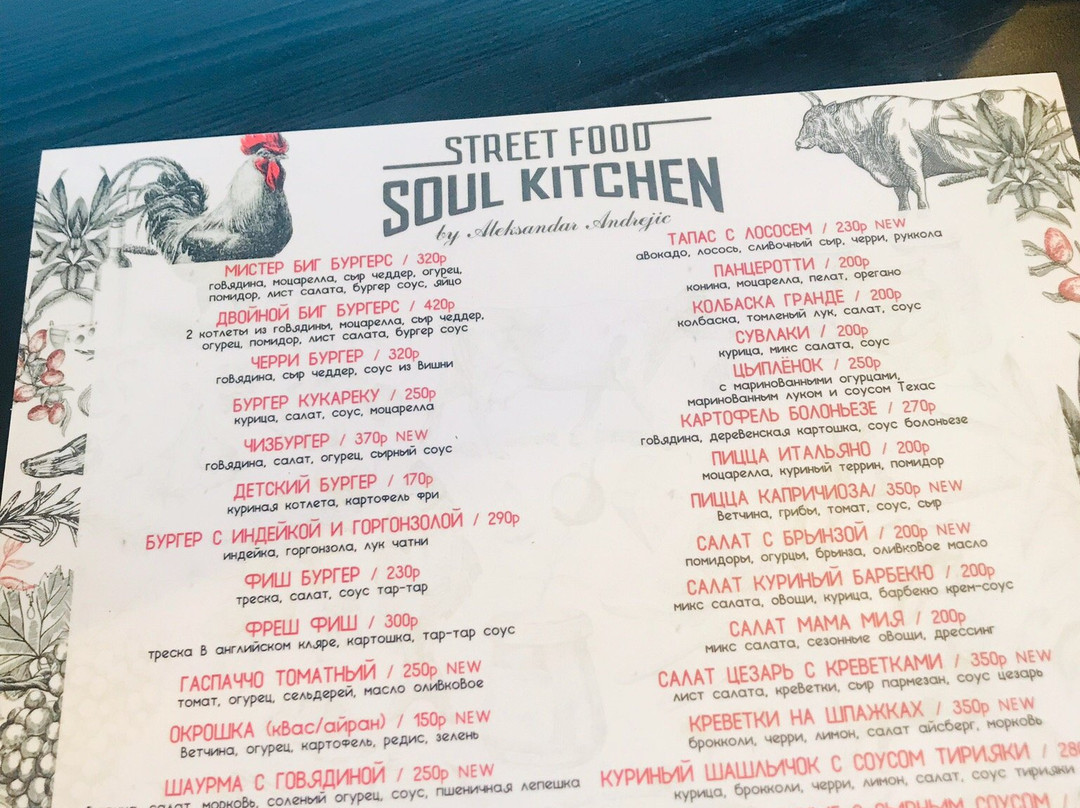 STREET FOOD
SOUL KITCHEN
by Aleksandar Andrejic
МИСТЕР БИГ БУРГЕРС / 320р
говядина, моцарелла, сыр чеддер, огурец,
помидор, лист салата, бургер соус, яйцо
ДВОЙНОЙ БИГ БУРГЕРС / 420р
2 котлеты из говядины, моцарелла, сыр чеддер,
огурец, помидор, лист салата, бургер соус
ЧЕРРИ БУРГЕР / 320р
говядина, сыр чеддер, соус из вишни
БУРГЕР КУКАРЕКУ / 250р
курица, салат, соус, моцарелла
ЧИЗБУРГЕР / 370р NEW
говядина, салат, огурец, сырный соус
ДЕТСКИЙ БУРГЕР / 170р
куриная котлета, картофель фри
БУРГЕР С ИНДЕЙКОЙ И ГОРГОНЗОЛОЙ / 290р
индейка, горгонзола, лук чатни
ФИШ БУРГЕР / 230р
треска, салат, соус тар-тар
ФРЕШ ФИШ / 300р
треска в английском кляре, картошка, тар-тар соус
ГАСПАЧЧО ТОМАТНЫЙ / 250р NEW
томат, огурец, сельдерей, масло оливковое
ОКРОШКА (квас/айран) / 150р NEW
ветчина, огурец, картофель, редис, зелень
ШАУРМА С ГОВЯДИНОЙ / 250р NEW
салат, морковь, соленый огурец, соус, пшеничная лепешка
ТАПАС С ЛОСОСЕМ / 230р NEW
авокадо, лосось, сливочный сыр, черри, руккола
ПАНЦЕРОТТИ / 200р
конина, моцарелла, пелат, орегано
КОЛБАСКА ГРАНДЕ / 200р
колбаска, томленый лук, салат, соус
СУВЛАКИ / 200р
курица, микс салата, соус
ЦЫПЛЁНОК / 250р
с маринованными огурцами,
маринованным луком и соусом Техас
КАРТОФЕЛЬ БОЛОНЬЕЗЕ / 270р
говядина, деревенская картошка, соус болоньезе
ПИЦЦА ИТАЛЬЯНО / 200р
моцарелла, куриный террин, помидор
ПИЦЦА КАПРИЧИОЗА/ 350р NEW
ветчина, грибы, томат, соус, сыр
САЛАТ С БРЫНЗОЙ / 200р NEW
помидоры, огурцы, брынза, оливковое масло
САЛАТ КУРИНЫЙ БАРБЕКЮ / 200р
микс салата, овощи, курица, барбекю крем-соус
САЛАТ МАМА МИЯ / 200р
микс салата, сезонные овощи, дрессинг
САЛАТ ЦЕЗАРЬ С КРЕВЕТКАМИ / 350р NEW
лист салата, креветки, сыр пармезан, соус цезарь
КРЕВЕТКИ НА ШПАЖКАХ / 350р NEW
брокколи, черри, лимон, салат айсберг, морковь
КУРИНЫЙ ШАШЛЫЧОК С СОУСОМ ТИРИЯКИ / 28
курица, брокколи, черри, лимон, салат, соус тирияки
С СЫРНЫМ СОУСОМ